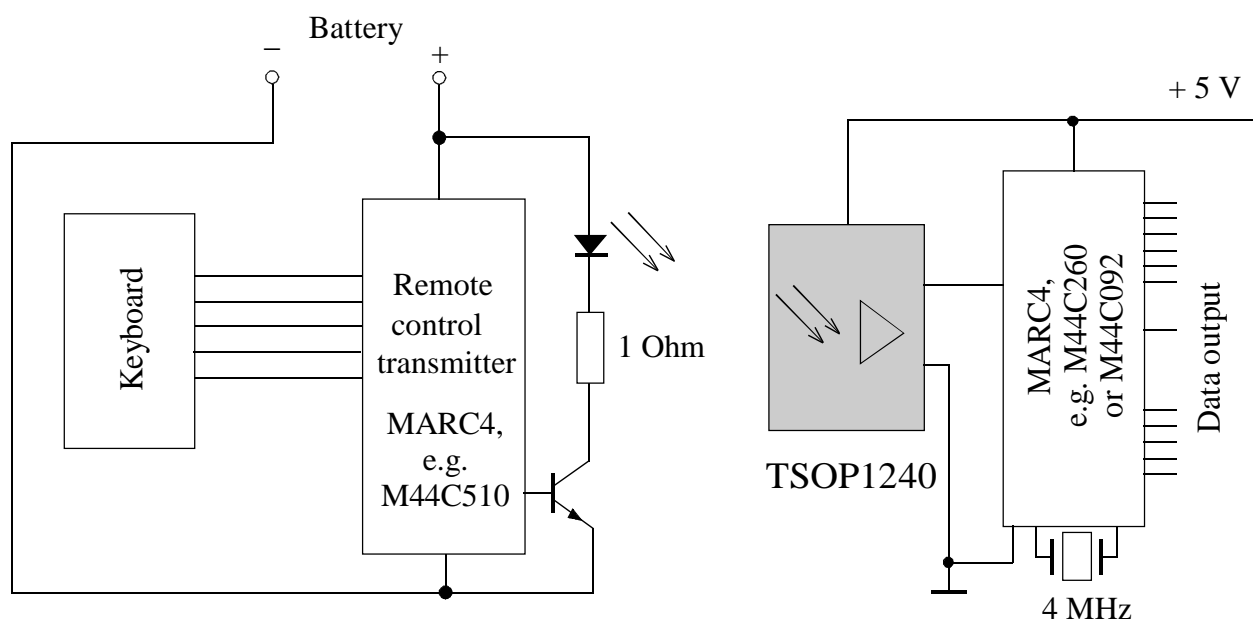 Battery
−
+
Keyboard
Remote
control
transmitter
MARC4,
e.g.
M44C510
1 Ohm
+ 5 V
TSOP1240
MARC4,
e.g. M44C260
or M44C092
Data output
4 MHz